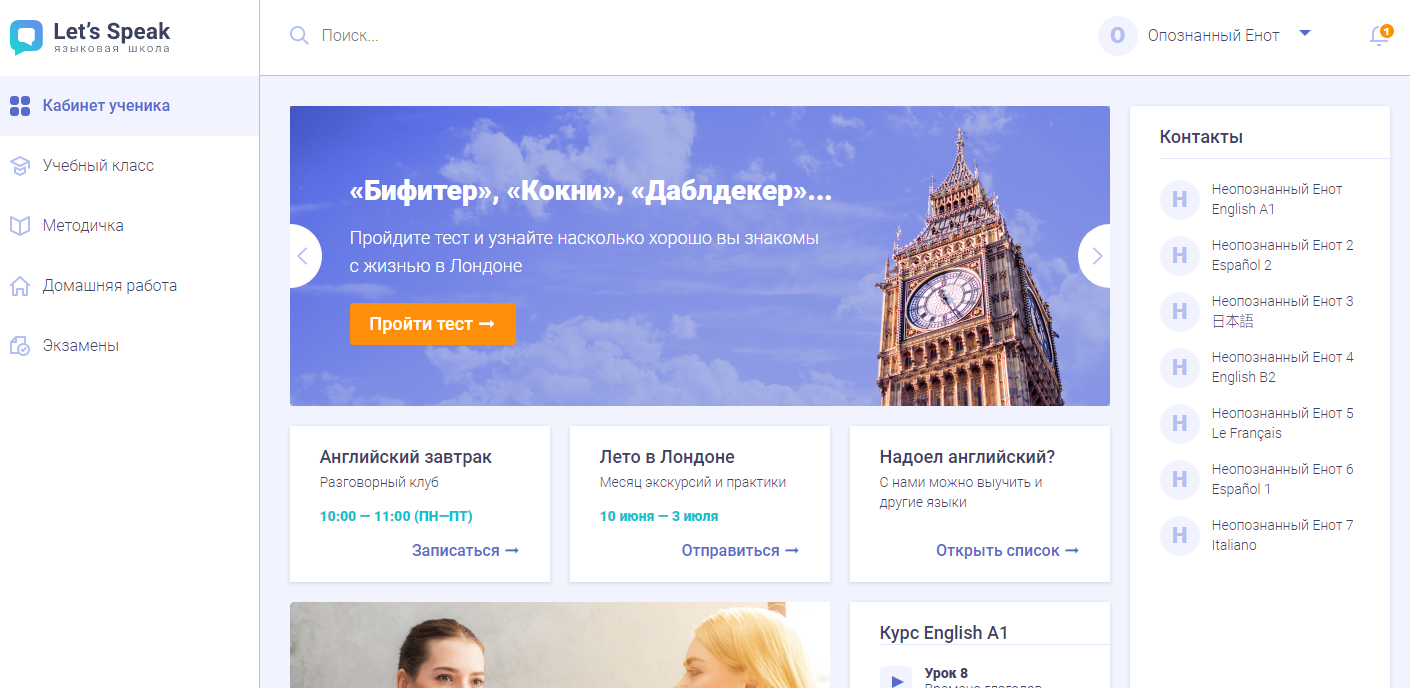 Let’s Speak
языковая школа
Поиск...
О
Опознанный Енот
1
Кабинет ученика
Учебный класс
Методичка
Домашняя работа
Экзамены
«Бифитер», «Кокни», «Даблдекер»...
Пройдите тест и узнайте насколько хорошо вы знакомы
с жизнью в Лондоне
Пройти тест →
Английский завтрак
Разговорный клуб
10:00 — 11:00 (ПН—ПТ)
Записаться →
Лето в Лондоне
Месяц экскурсий и практики
10 июня — 3 июля
Отправиться →
Надоел английский?
С нами можно выучить и
другие языки
Открыть список →
Курс English A1
Урок 8
Времена глаголов
Контакты
Н
Неопознанный Енот
English A1
Н
Неопознанный Енот 2
Español 2
Н
Неопознанный Енот 3
日本語
Н
Неопознанный Енот 4
English B2
Н
Неопознанный Енот 5
Le Français
Н
Неопознанный Енот 6
Español 1
Н
Неопознанный Енот 7
Italiano